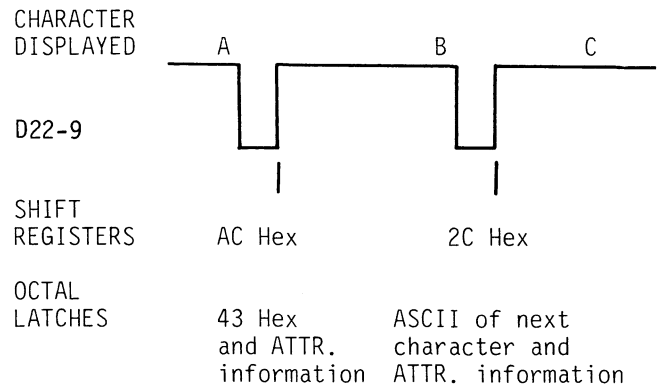 CHARACTER
DISPLAYED A B C
D22-9
SHIFT
REGISTERS AC Hex 2C Hex
OCTAL
LATCHES 43 Hex ASCII of next
and ATTR. character and
information ATTR. information